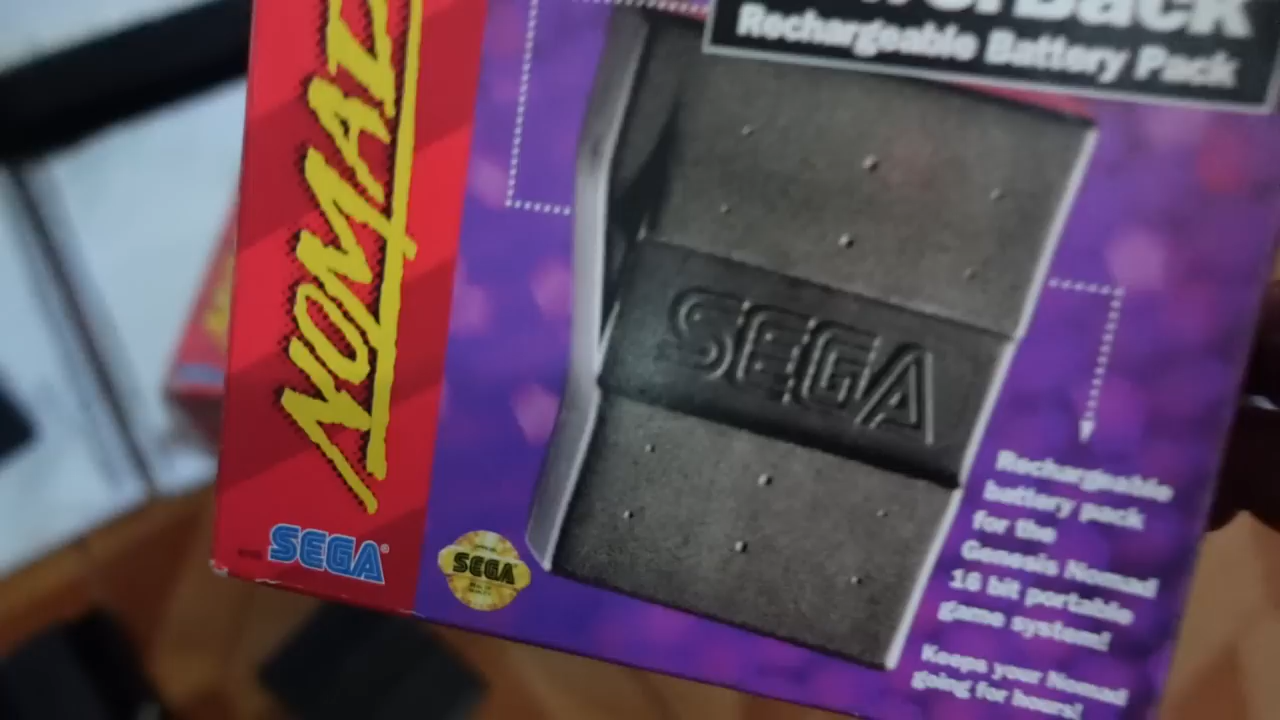 NOMAD
erBack
Rechargeable Battery Pack
SEGA
Rechargeable
battery pack
for the
Genesis Nomad
16 bit portable
game system!
Keeps your Nomad
going for hours!
SEGA®
SEGA